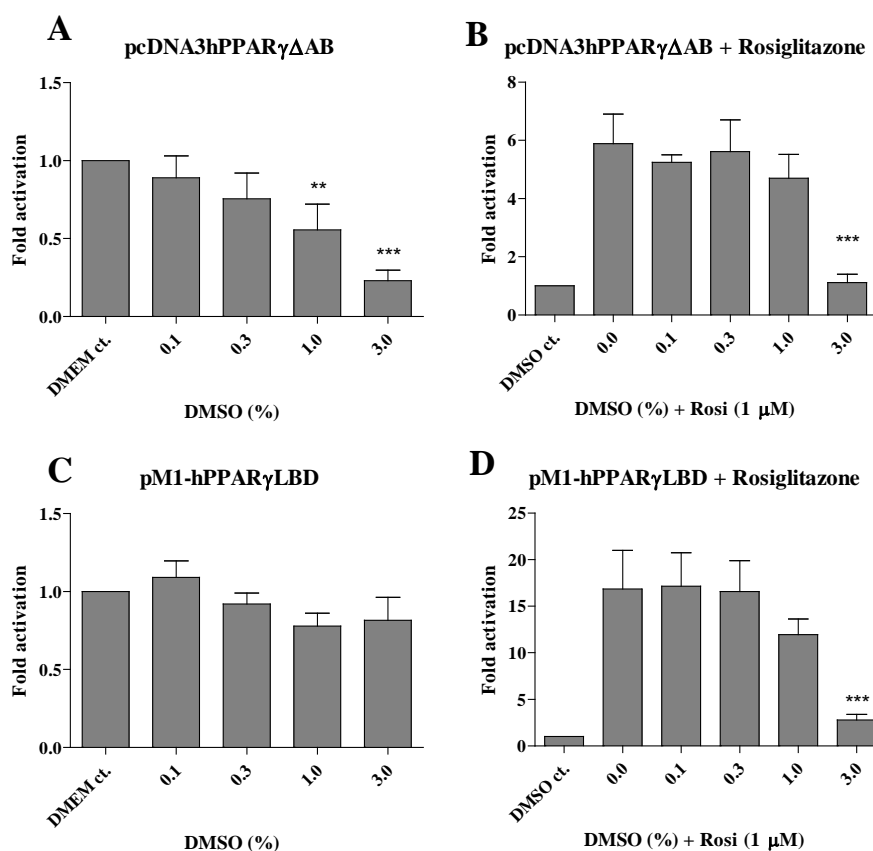 A
pcDNA3hPPARγΔAB
Fold activation
1.5
1.0
0.5
0.0
**
***
DMEM ct.
0.1
0.3
1.0
3.0
DMSO (%)
B
pcDNA3hPPARγΔAB + Rosiglitazone
Fold activation
8
6
4
2
0
***
DMSO ct.
0.0
0.1
0.3
1.0
3.0
DMSO (%) + Rosi (1 μM)
C
pM1-hPPARγLBD
Fold activation
1.5
1.0
0.5
0.0
DMEM ct.
0.1
0.3
1.0
3.0
DMSO (%)
D
pM1-hPPARγLBD + Rosiglitazone
Fold activation
25
20
15
10
5
0
***
DMSO ct.
0.0
0.1
0.3
1.0
3.0
DMSO (%) + Rosi (1 μM)